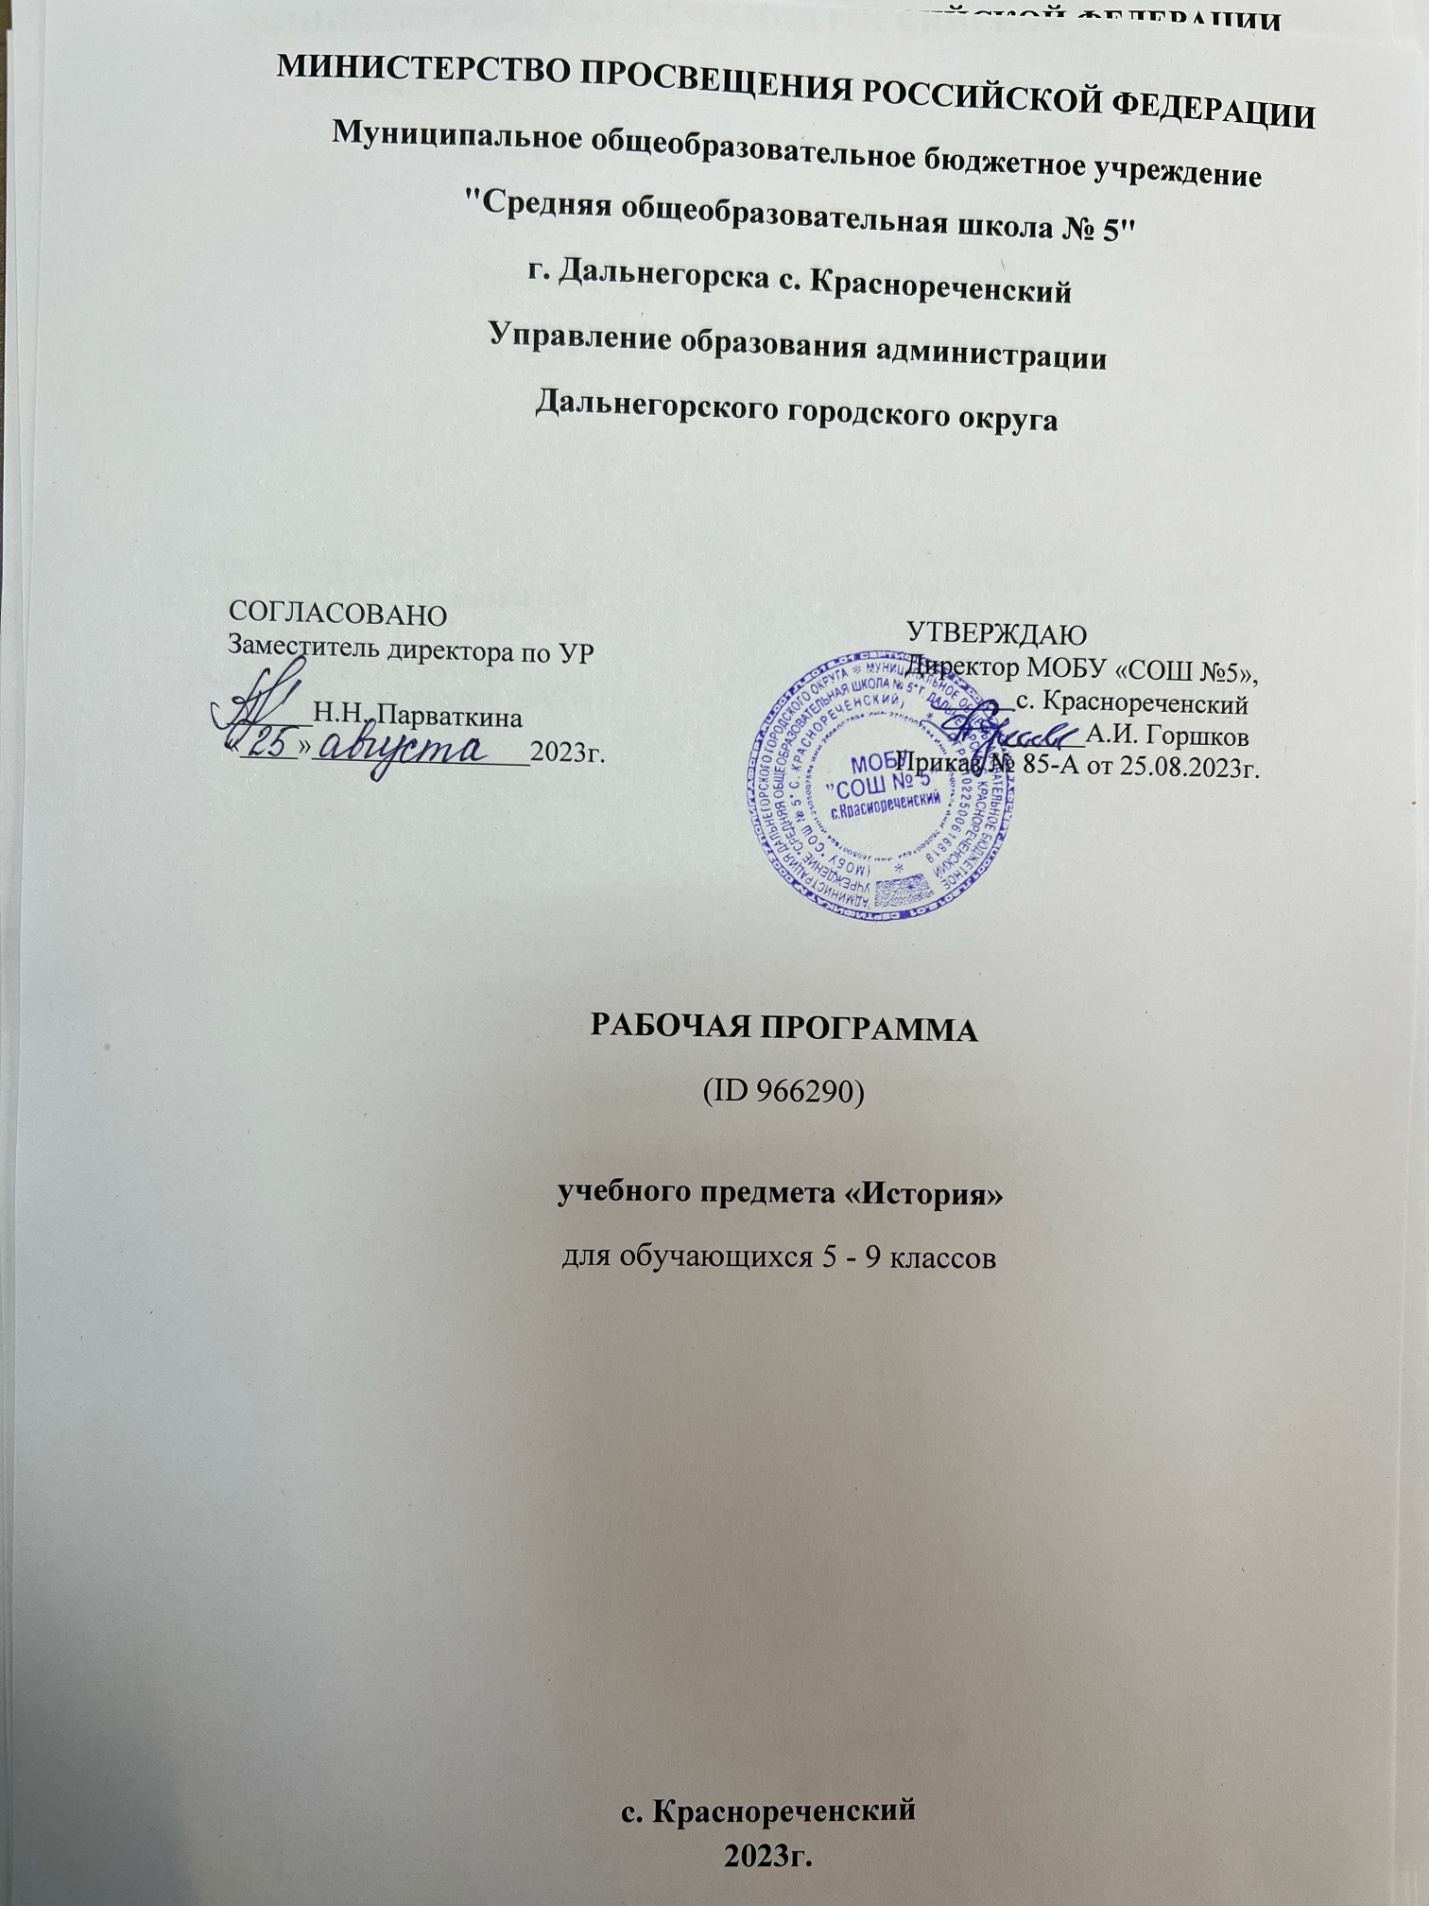 МИНИСТЕРСТВО ПРОСВЕЩЕНИЯ РОССИЙСКОЙ ФЕДЕРАЦИИ
Муниципальное общеобразовательное бюджетное учреждение
"Средняя общеобразовательная школа № 5"
г. Дальнегорска с. Краснореченский
Управление образования администрации
Дальнегорского городского округа
СОГЛАСОВАНО
Заместитель директора по УР
Н.Н. Парваткина
«25» августа 2023г.
УТВЕРЖДАЮ
Директор МОБУ «СОШ №5»,
с. Краснореченский
А.И. Горшков
Приказ № 85-А от 25.08.2023г.
МОБУ
"СОШ № 5"
с.Краснореченский
РАБОЧАЯ ПРОГРАММА
(ID 966290)
учебного предмета «История»
для обучающихся 5 - 9 классов
с. Краснореченский
2023г.